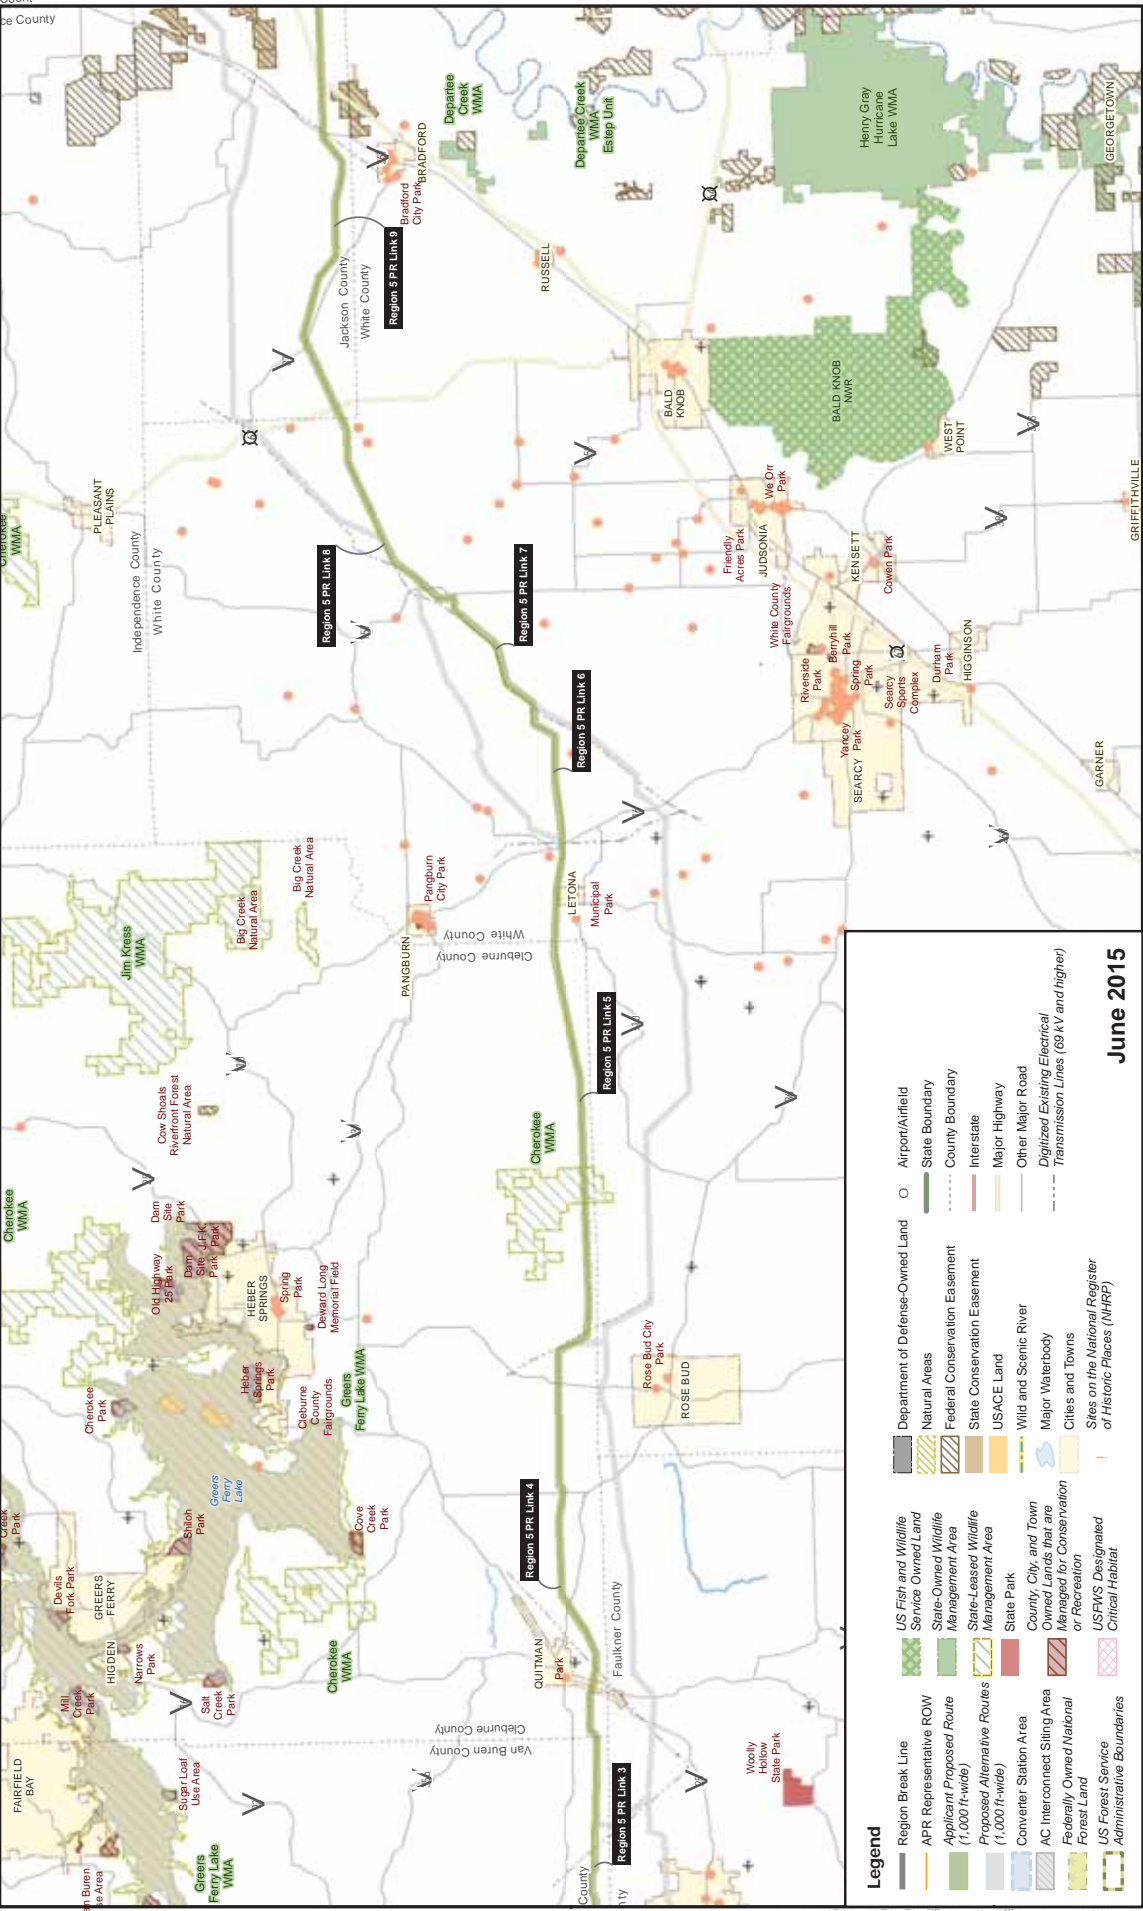 ce County
Departee
Creek
WMA
Departee Creek
WMA
Estep Unit
Henry Gray
Hurricane
Lake WMA
GEORGETOWN
BRADFORD
Bradford
City Park
Region 5 PR Link 9
Jackson County
White County
RUSSELL
BALD
KNOB
BALD KNOB
NWR
WEST
POINT
GRIFFITHVILLE
Cherokee
WMA
PLEASANT
PLAINS
Independence County
White County
Region 5 PR Link 8
Region 5 PR Link 7
Region 5 PR Link 6
We Orr
Park
JUDSONIA
Friendly
Acres Park
KENSETT
Cowen Park
White County
Fairgrounds
Riverside
Park
Berryhill
Park
Spring
Park
Searcy
Sports
Complex
Durham
Park
HIGGINSON
Yancey
Park
SEARCY
GARNER
Jim Kress
WMA
Big Creek
Natural Area
Big Creek
Natural Area
Pangburn
City Park
PANGBURN
White County
Cleburne County
LETONA
Municipal
Park
Region 5 PR Link 5
Cow Shoals
Riverfront Forest
Natural Area
Cherokee
WMA
Cherokee
WMA
Dam
Site
Park
Old Highway
25 Park
Dam
Site
Park
J.F.K.
Park
HEBER
SPRINGS
Spring
Park
Deward Long
Memorial Field
Heber
Springs
Park
Cleburne
County
Fairgrounds
Greers
Ferry Lake WMA
Cherokee
Park
Greers
Ferry
Lake
Rose Bud City
Park
ROSE BUD
Region 5 PR Link 4
Creek
Park
Shiloh
Park
Cove
Creek
Park
Devils
Fork Park
GREERS
FERRY
HIGDEN
Narrows
Park
Mill
Creek
Park
Salt
Creek
Park
Cherokee
WMA
QUITMAN
Park
Faulkner County
Cleburne County
Van Buren County
FAIRFIELD
BAY
Sugar Loaf
Use Area
Greers
Ferry Lake
WMA
Woolly
Hollow
State Park
Region 5 PR Link 3
County
Legend
Region Break Line
APR Representative ROW
Applicant Proposed Route
(1,000 ft-wide)
Proposed Alternative Routes
(1,000 ft-wide)
Converter Station Area
AC Interconnect Siting Area
Federally Owned National
Forest Land
US Forest Service
Administrative Boundaries
US Fish and Wildlife
Service Owned Land
State-Owned Wildlife
Management Area
State-Leased Wildlife
Management Area
State Park
County, City, and Town
Owned Lands that are
Managed for Conservation
or Recreation
USFWS Designated
Critical Habitat
Department of Defense-Owned Land
Natural Areas
Federal Conservation Easement
State Conservation Easement
USACE Land
Wild and Scenic River
Major Waterbody
Cities and Towns
Sites on the National Register
of Historic Places (NHRP)
Airport/Airfield
State Boundary
County Boundary
Interstate
Major Highway
Other Major Road
Digitized Existing Electrical
Transmission Lines (69 kV and higher)
June 2015